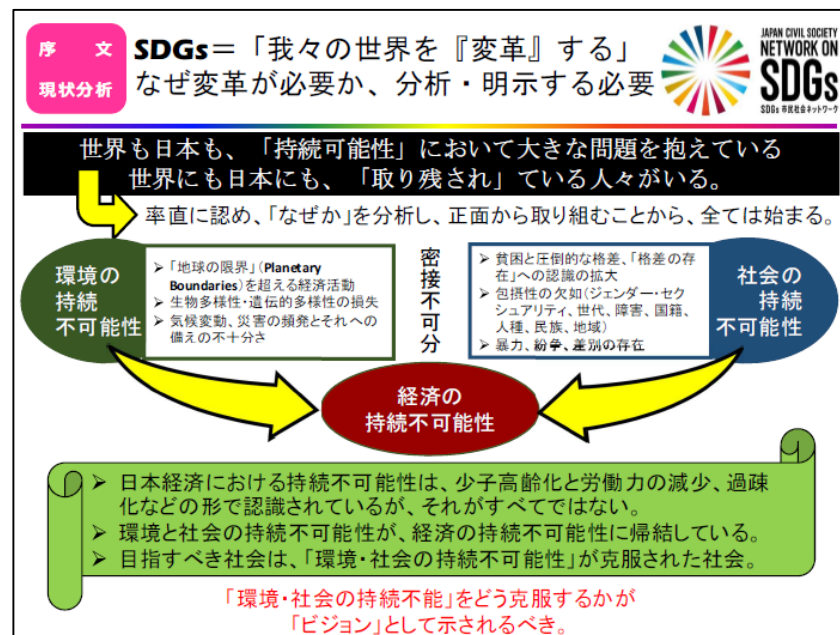 序 文
現状分析
SDGs＝「我々の世界を『変革』する」
なぜ変革が必要か、分析・明示する必要
JAPAN CIVIL SOCIETY
NETWORK ON
SDGs
SDGs 市民社会ネットワーク
世界も日本も、「持続可能性」において大きな問題を抱えている
世界にも日本にも、「取り残され」ている人々がいる。
率直に認め、「なぜか」を分析し、正面から取り組むことから、全ては始まる。
環境の
持続
不可能性
➢ 「地球の限界」(Planetary
Boundaries)を超える経済活動
➢ 生物多様性・遺伝的多様性の損失
➢ 気候変動、災害の頻発とそれへの
備えの不十分さ
密接不可分
➢ 貧困と圧倒的な格差、「格差の存
在」への認識の拡大
➢ 包摂性の欠如(ジェンダー・セク
シュアリティ、世代、障害、国籍、
人種、民族、地域)
➢ 暴力、紛争、差別の存在
社会の
持続
不可能性
経済の
持続不可能性
➢ 日本経済における持続不可能性は、少子高齢化と労働力の減少、過疎
化などの形で認識されているが、それがすべてではない。
➢ 環境と社会の持続不可能性が、経済の持続不可能性に帰結している。
➢ 目指すべき社会は、「環境・社会の持続不可能性」が克服された社会。
「環境・社会の持続不能」をどう克服するかが
「ビジョン」として示されるべき。